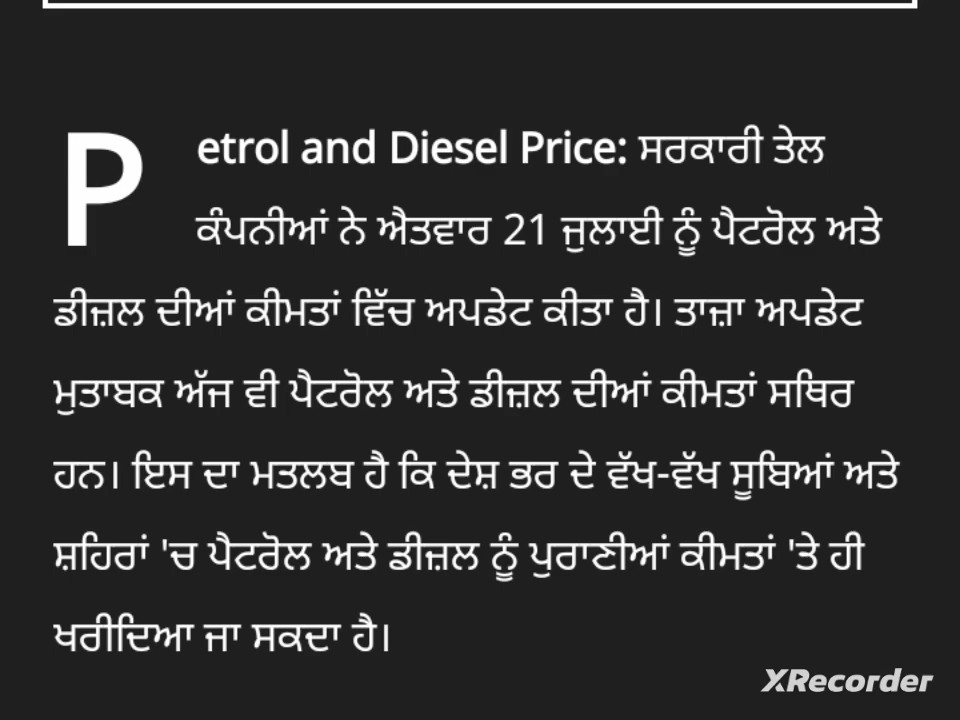 Petrol and Diesel Price: ਸਰਕਾਰੀ ਤੇਲ
ਕੰਪਨੀਆਂ ਨੇ ਐਤਵਾਰ 21 ਜੁਲਾਈ ਨੂੰ ਪੈਟਰੋਲ ਅਤੇ
ਡੀਜ਼ਲ ਦੀਆਂ ਕੀਮਤਾਂ ਵਿੱਚ ਅਪਡੇਟ ਕੀਤਾ ਹੈ। ਤਾਜ਼ਾ ਅਪਡੇਟ
ਮੁਤਾਬਕ ਅੱਜ ਵੀ ਪੈਟਰੋਲ ਅਤੇ ਡੀਜ਼ਲ ਦੀਆਂ ਕੀਮਤਾਂ ਸਥਿਰ
ਹਨ। ਇਸ ਦਾ ਮਤਲਬ ਹੈ ਕਿ ਦੇਸ਼ ਭਰ ਦੇ ਵੱਖ-ਵੱਖ ਸੂਬਿਆਂ ਅਤੇ
ਸ਼ਹਿਰਾਂ 'ਚ ਪੈਟਰੋਲ ਅਤੇ ਡੀਜ਼ਲ ਨੂੰ ਪੁਰਾਣੀਆਂ ਕੀਮਤਾਂ 'ਤੇ ਹੀ
ਖਰੀਦਿਆ ਜਾ ਸਕਦਾ ਹੈ।
XRecorder